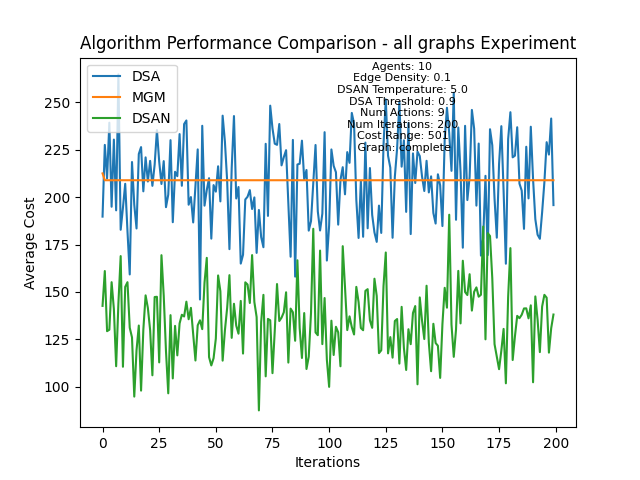 Algorithm Performance Comparison - all graphs Experiment
DSA
MGM
DSAN
Agents: 10
Edge Density: 0.1
DSAN Temperature: 5.0
DSA Threshold: 0.9
Num Actions: 9
Num Iterations: 200
Cost Range: 501
Graph: complete
Average Cost
250
225
200
175
150
125
100
0 25 50 75 100 125 150 175 200
Iterations